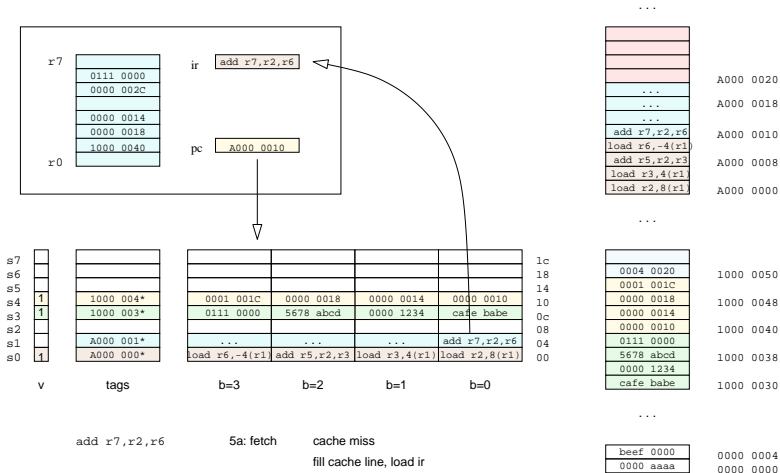 ...
r7
ir
add r7,r2,r6
0111 0000
0000 002C
0000 0014
0000 0018
1000 0040
r0
pc
A000 0010
A000 0020
...
...
A000 0018
...
add r7,r2,r6
A000 0010
load r6,-4(r1)
add r5,r2,r3
A000 0008
load r3,4(r1)
load r2,8(r1)
A000 0000
...
s7
1c
s6
18
s5
14
s4 1 1000 004* 0001 001C 0000 0018 0000 0014 0000 0010 10
s3 1 1000 003* 0111 0000 5678 abcd 0000 1234 cafe babe 0c
s2
08
s1 A000 001* ... ... ... add r7,r2,r6 04
s0 1 A000 000* load r6,-4(r1) add r5,r2,r3 load r3,4(r1) load r2,8(r1) 00
v tags b=3 b=2 b=1 b=0
0004 0020
1000 0050
0001 001C
0000 0018
1000 0048
0000 0014
0000 0010
1000 0040
0111 0000
5678 abcd
1000 0038
0000 1234
cafe babe
1000 0030
...
add r7,r2,r6 5a: fetch cache miss
fill cache line, load ir
beef 0000
0000 0004
0000 aaaa
0000 0000